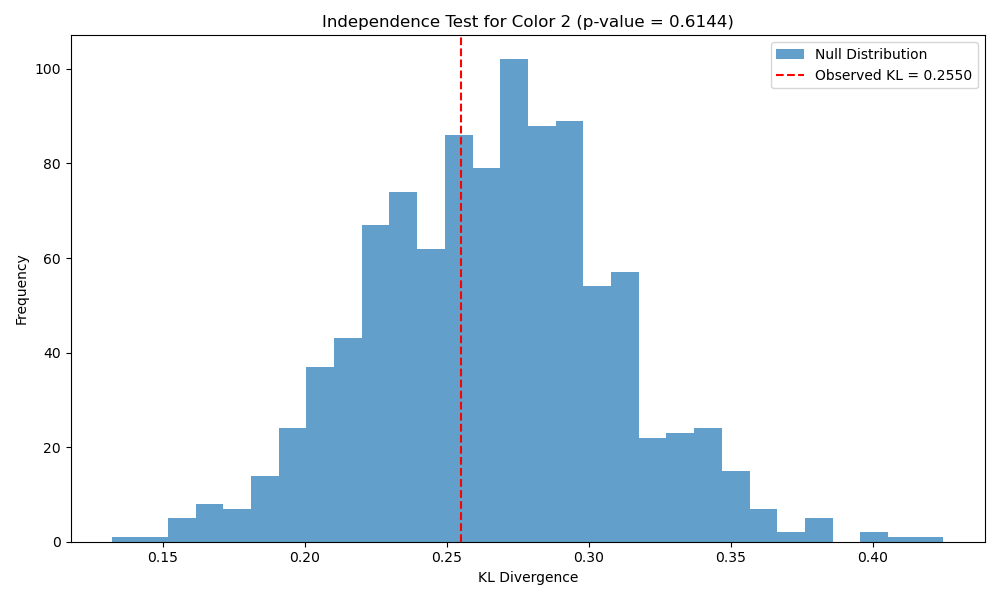 Independence Test for Color 2 (p-value = 0.6144)
Null Distribution
Observed KL = 0.2550
Frequency
100
80
60
40
20
0
0.15 0.20 0.25 0.30 0.35 0.40
KL Divergence